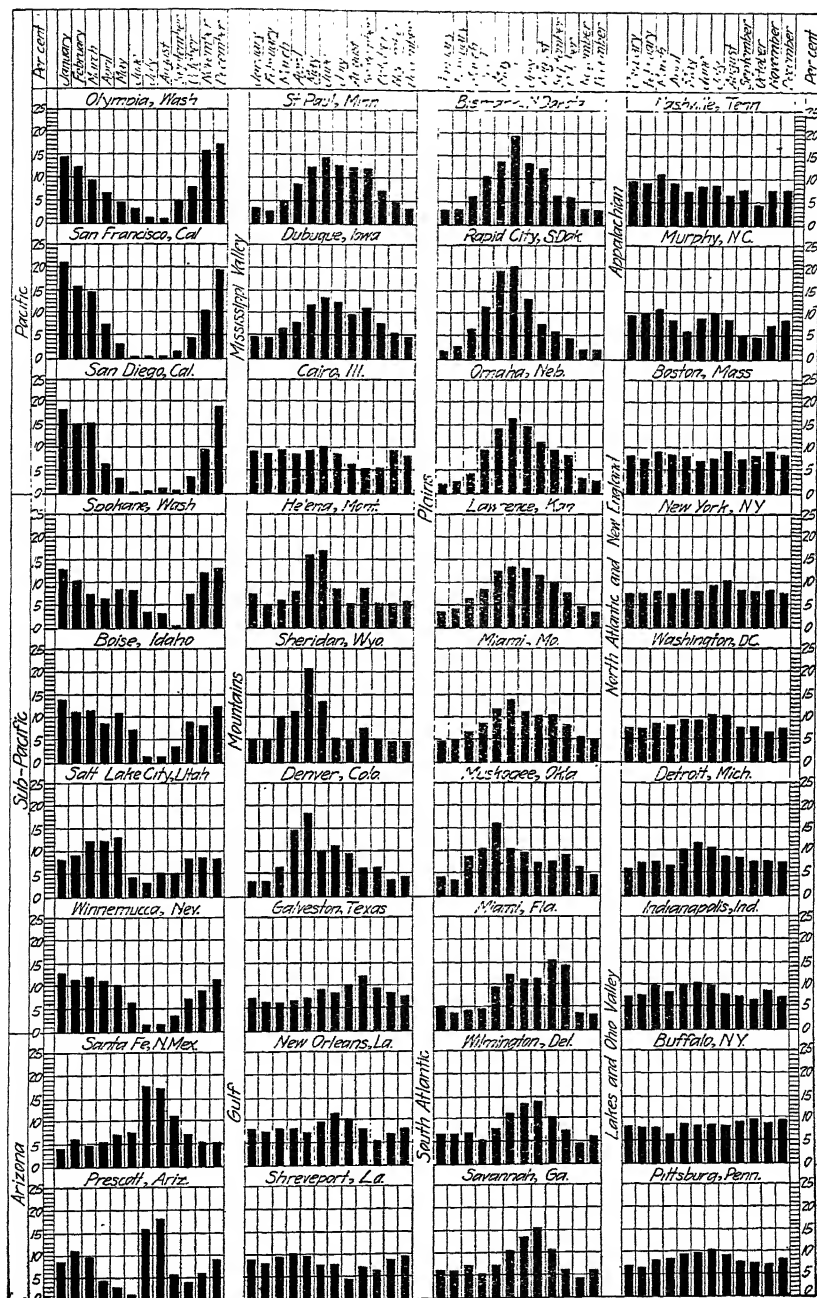 Per cent
January
February
March
April
May
June
July
August
September
October
November
December
Per cent
Pacific
Olympia, Wash
San Francisco, Cal
San Diego, Cal.
Sub-Pacific
Spokane, Wash
Boise, Idaho
Salt Lake City, Utah
Winnemucca, Nev.
Arizona
Santa Fe, N.Mex.
Prescott, Ariz.
Mississippi Valley
St Paul, Minn
Dubuque, Iowa
Cairo, Ill.
Mountains
Helena, Mont.
Sheridan, Wyo.
Denver, Colo.
Gulf
Galveston, Texas
New Orleans, La.
Shreveport, La.
Plains
Bismarck, N Dakota
Rapid City, S.Dak.
Omaha, Neb.
Lawrence, Kan
Miami, Mo.
Muskogee, Okla
South Atlantic
Miami, Fla.
Wilmington, Del.
Savannah, Ga.
Appalachian
Nashville, Tenn
Murphy, N.C.
North Atlantic and New England
Boston, Mass
New York, N Y
Washington, D.C.
Lakes and Ohio Valley
Detroit, Mich.
Indianapolis, Ind.
Buffalo, N.Y.
Pittsburg, Penn.
25
20
15
10
5
0